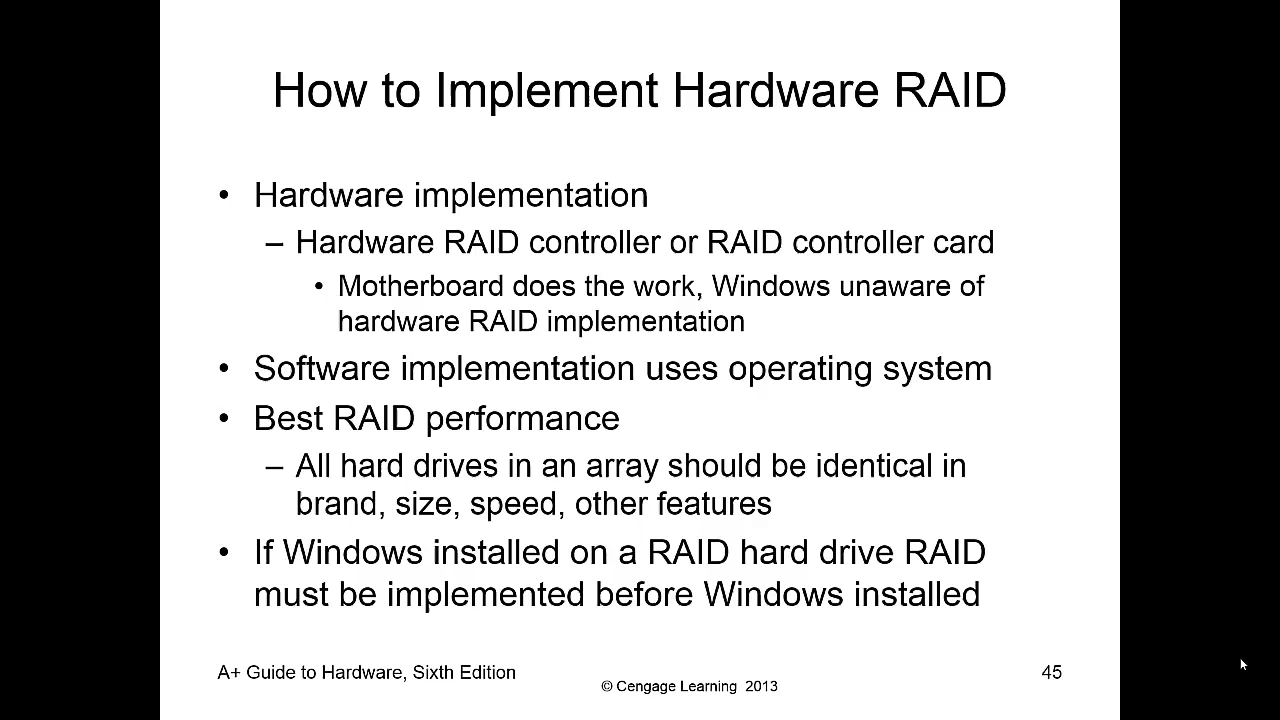 How to Implement Hardware RAID
• Hardware implementation
– Hardware RAID controller or RAID controller card
• Motherboard does the work, Windows unaware of
hardware RAID implementation
• Software implementation uses operating system
• Best RAID performance
– All hard drives in an array should be identical in
brand, size, speed, other features
• If Windows installed on a RAID hard drive RAID
must be implemented before Windows installed
A+ Guide to Hardware, Sixth Edition
© Cengage Learning 2013
45